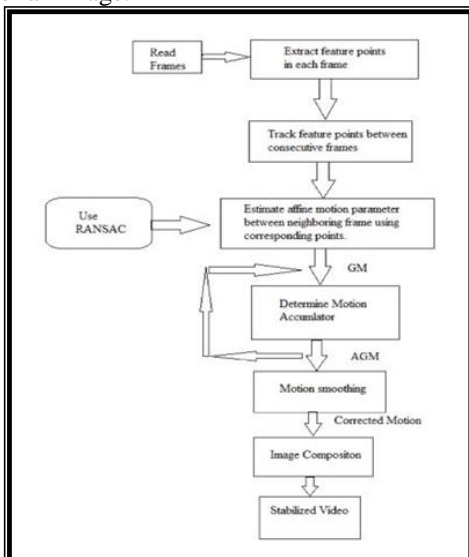 Read
Frames
Extract feature points
in each frame
Track feature points between
consecutive frames
Use
RANSAC
Estimate affine motion parameter
between neighboring frame using
corresponding points.
GM
Determine Motion
Accumlator
AGM
Motion smoothing
Corrected Motion
Image Compositon
Stabilized Video